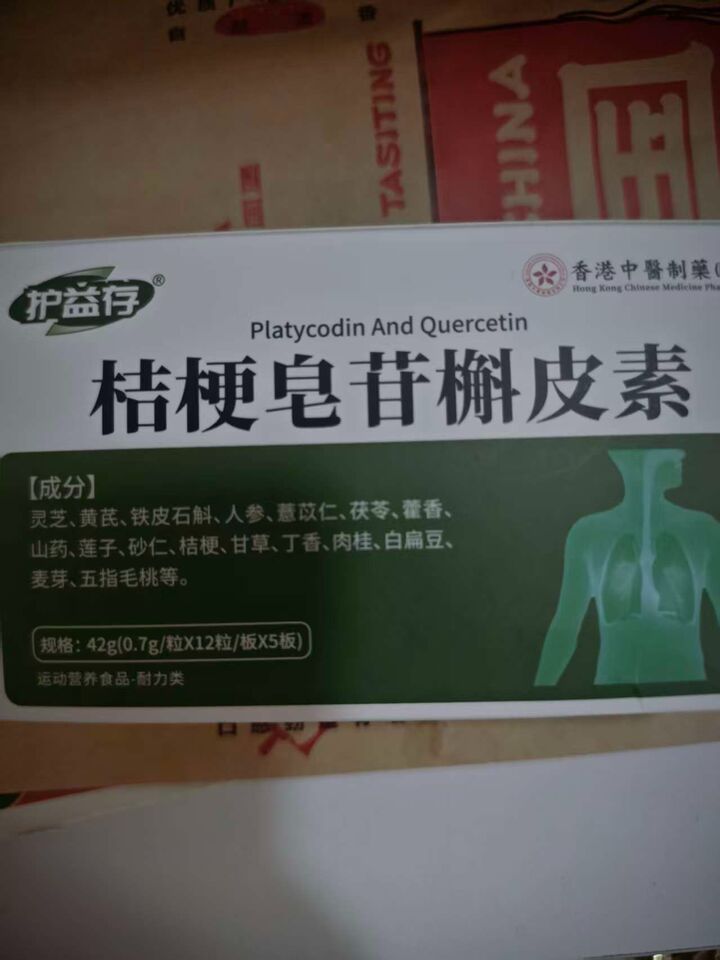 TASITING
CHINA
护益存®
香港中醫制藥(
Hong Kong Chinese Medicine Pha
Platycodin And Quercetin
桔梗皂苷槲皮素
【成分】
灵芝、黄芪、铁皮石斛、人参、薏苡仁、茯苓、藿香、
山药、莲子、砂仁、桔梗、甘草、丁香、肉桂、白扁豆、
麦芽、五指毛桃等。
规格：42g(0.7g/粒X12粒/板X5板)
运动营养食品-耐力类